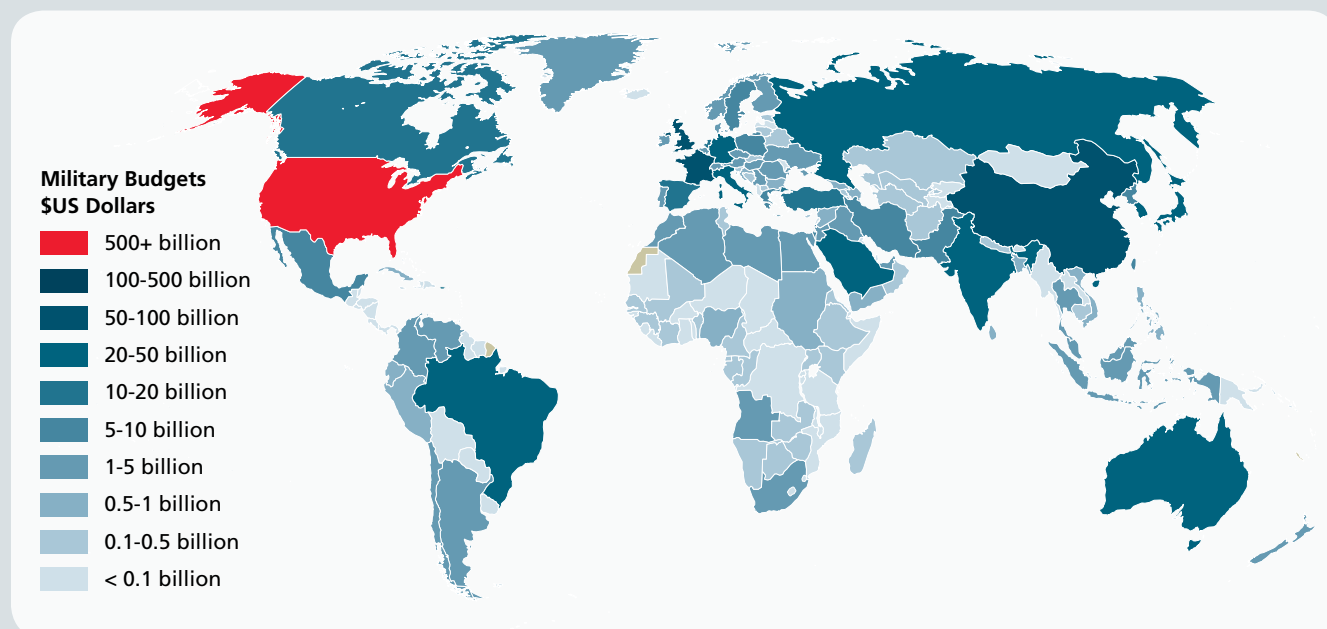 Military Budgets
$US Dollars
500+ billion
100-500 billion
50-100 billion
20-50 billion
10-20 billion
5-10 billion
1-5 billion
0.5-1 billion
0.1-0.5 billion
< 0.1 billion